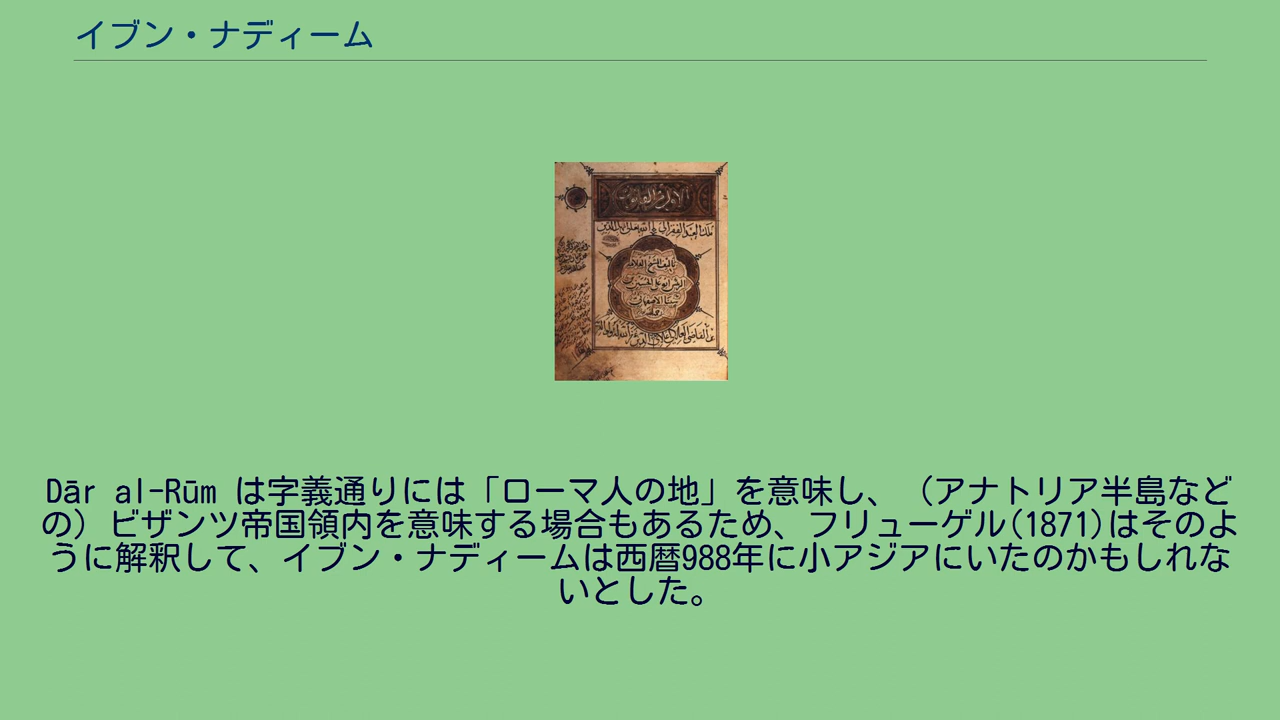 イブン・ナディーム
Dār al-Rūm は字義通りには「ローマ人の地」を意味し、（アナトリア半島など
の）ビザンツ帝国領内を意味する場合もあるため、フリューゲル(1871)はそのよ
うに解釈して、イブン・ナディームは西暦988年に小アジアにいたのかもしれな
いとした。